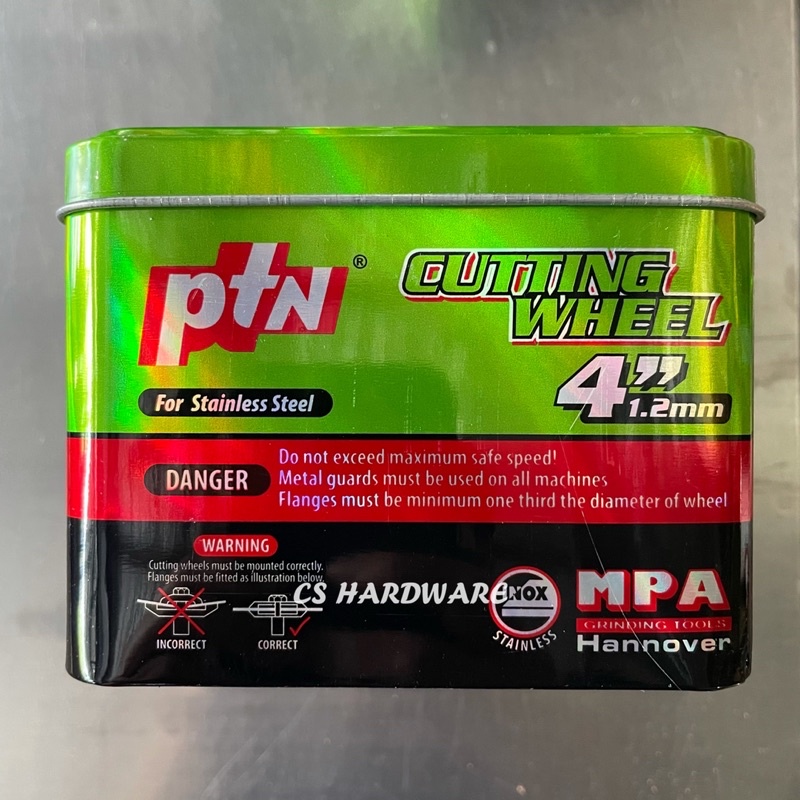 ptn®
CUTTING
WHEEL
4”
1.2mm
For Stainless Steel
DANGER
Do not exceed maximum safe speed!
Metal guards must be used on all machines
Flanges must be minimum one third the diameter of wheel
WARNING
Cutting wheels must be mounted correctly.
Flanges must be fitted as illustration below.
INCORRECT
CORRECT
CS HARDWARE
INOX
STAINLESS
MPA
GRINDING TOOLS
Hannover